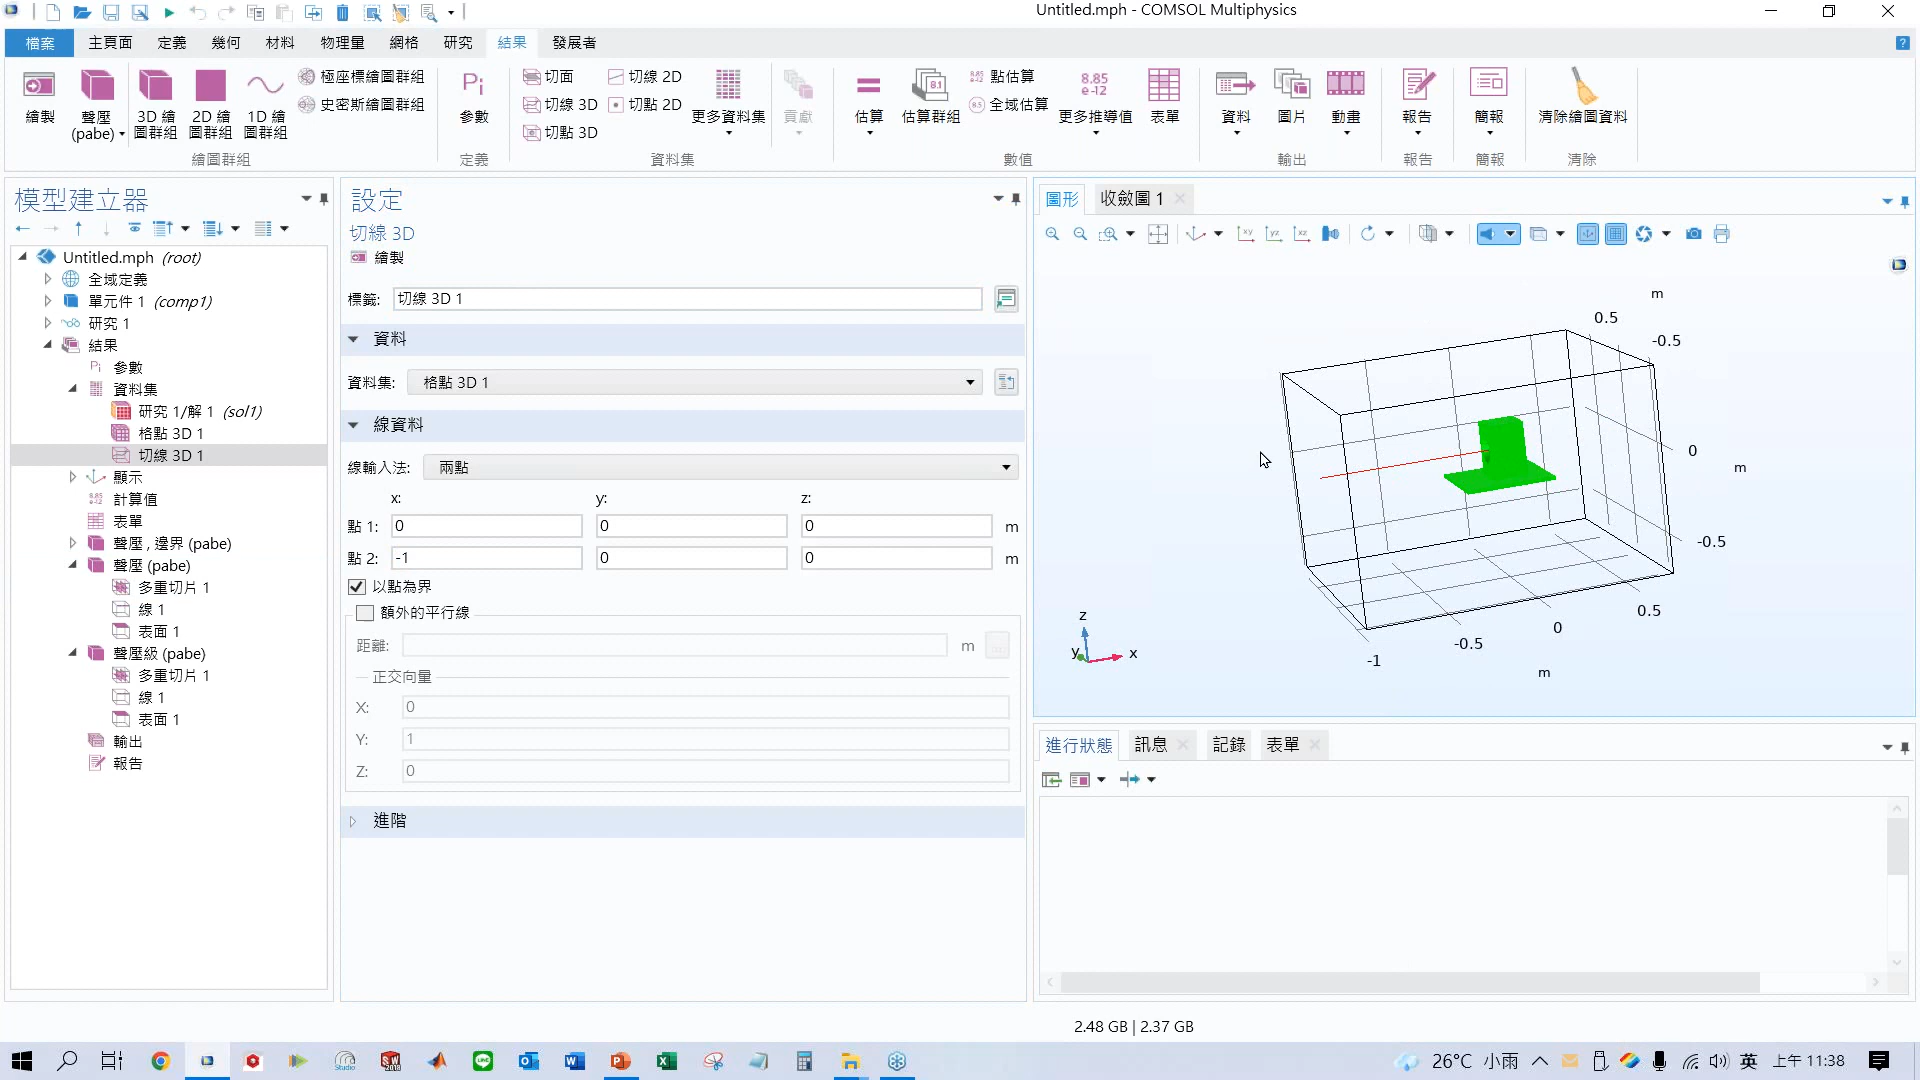 Untitled.mph - COMSOL Multiphysics
檔案 主頁面 定義 幾何 材料 物理量 網格 研究 結果 發展者
繪製
聲壓 (pabe)
3D 繪圖群組
2D 繪圖群組
1D 繪圖群組
極座標繪圖群組
史密斯繪圖群組
繪圖群組
Pi
參數
定義
切面
切線 3D
切點 3D
切線 2D
切點 2D
更多資料集
資料集
貢獻
估算
估算群組
點估算
全域估算
8.85
e-12
更多推導值
表單
數值
資料
圖片
動畫
輸出
報告
報告
簡報
簡報
清除繪圖資料
清除
模型建立器
Untitled.mph (root)
全域定義
單元件 1 (comp1)
研究 1
結果
Pi 參數
資料集
研究 1/解 1 (sol1)
格點 3D 1
切線 3D 1
顯示
計算值
表單
聲壓 , 邊界 (pabe)
聲壓 (pabe)
多重切片 1
線 1
表面 1
聲壓級 (pabe)
多重切片 1
線 1
表面 1
輸出
報告
設定
切線 3D
繪製
標籤: 切線 3D 1
資料
資料集: 格點 3D 1
線資料
線輸入法: 兩點
x: y: z:
點 1: 0 0 0 m
點 2: -1 0 0 m
以點為界
額外的平行線
距離: m
正交向量
X: 0
Y: 1
Z: 0
進階
圖形 收斂圖 1
m
0.5
-0.5
0
m
-0.5
0.5
0
-0.5
-1
m
z
y x
進行狀態 訊息 記錄 表單
2.48 GB | 2.37 GB
26°C 小雨 英 上午 11:38